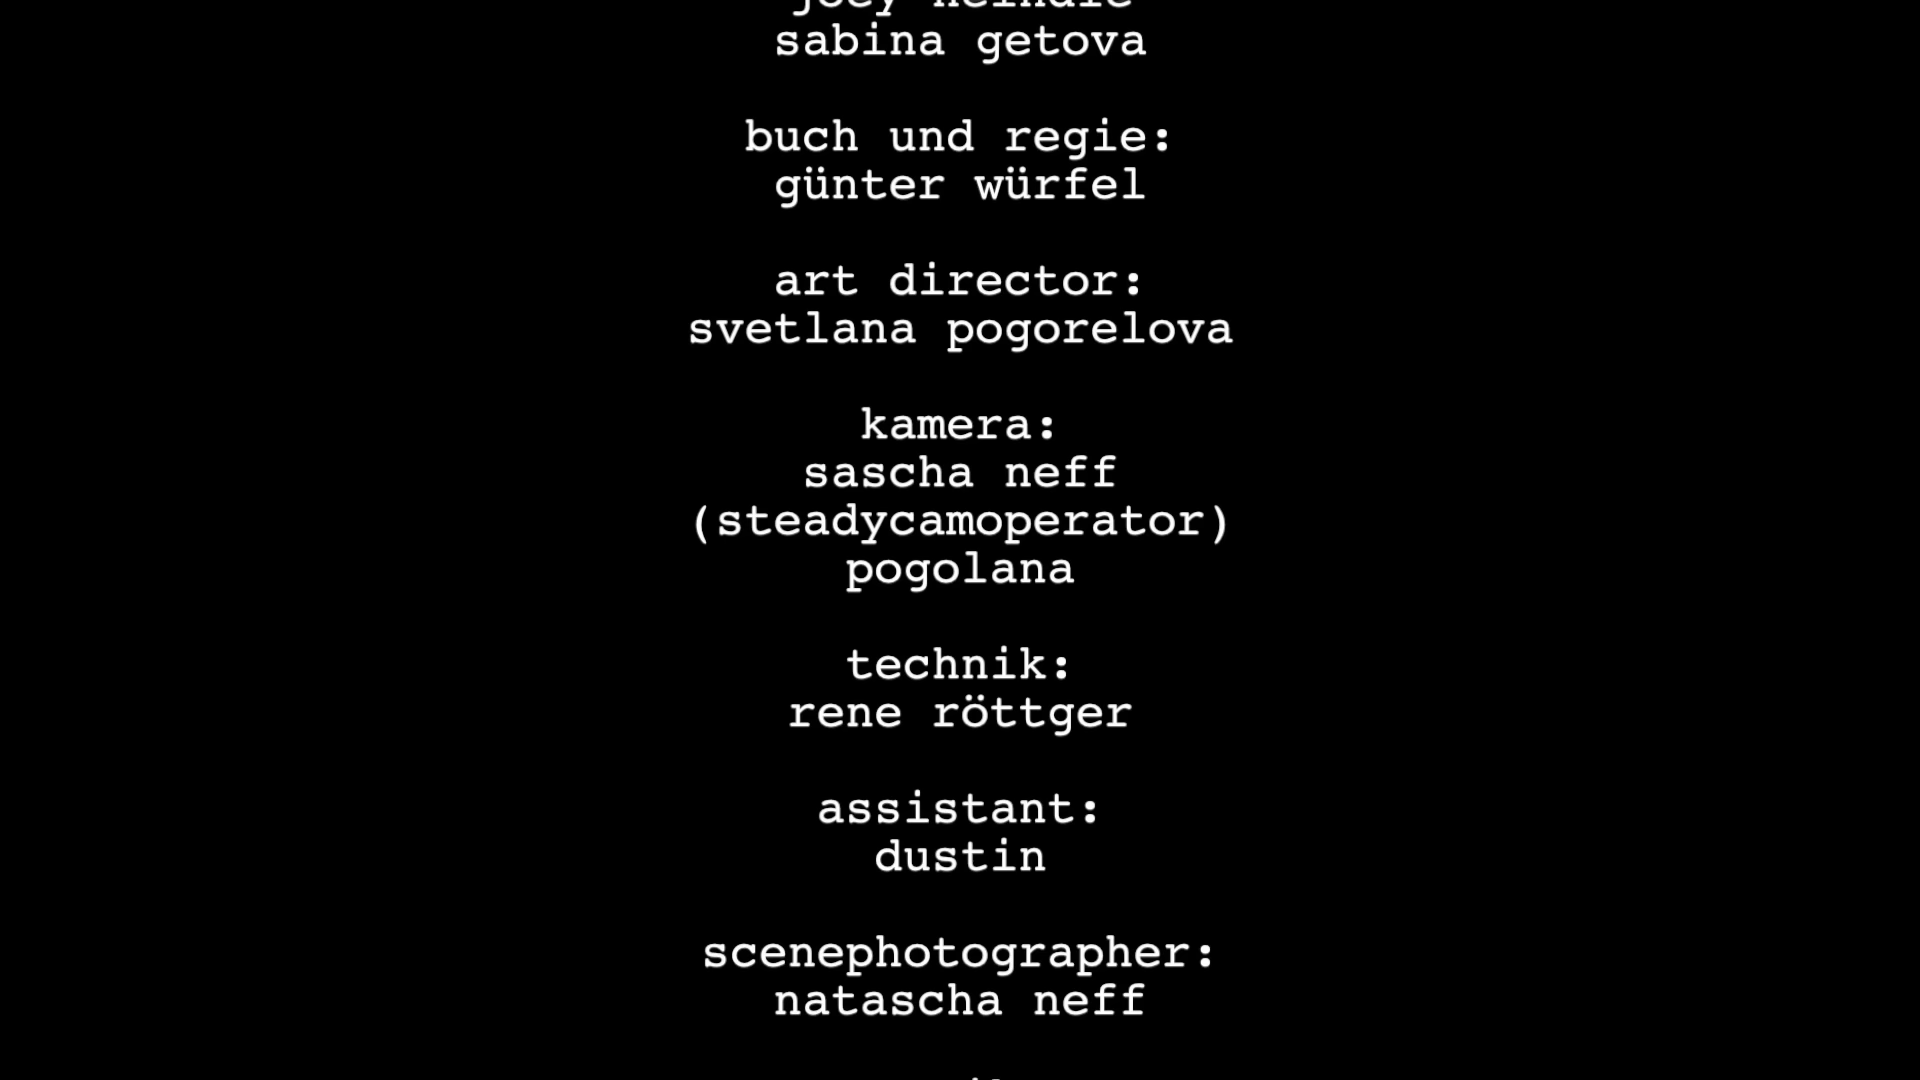 sabina getova
buch und regie:
günter würfel
art director:
svetlana pogorelova
kamera:
sascha neff
(steadycamoperator)
pogolana
technik:
rene röttger
assistant:
dustin
scenephotographer:
natascha neff